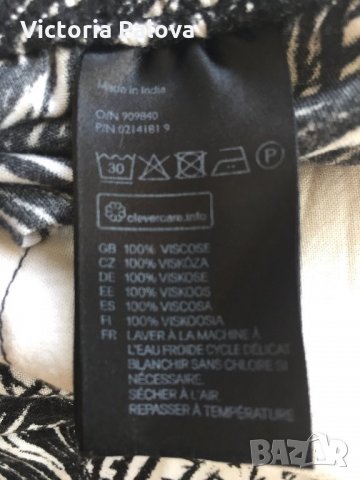 Victoria Petova
Made in India
O/N 909840
P/N 0214181 9
30 P
clevercare.info
GB 100% VISCOSE
CZ 100% VISKÓZA
DE 100% VISKOSE
EE 100% VISKOOS
ES 100% VISCOSA
FI 100% VISKOOSIA
FR LAVER À LA MACHINE À
L'EAU FROIDE CYCLE DÉLICAT
BLANCHIR SANS CHLORE SI
NÉCESSAIRE.
SÉCHER À L'AIR
REPASSER À TEMPÉRATURE
BAZAR